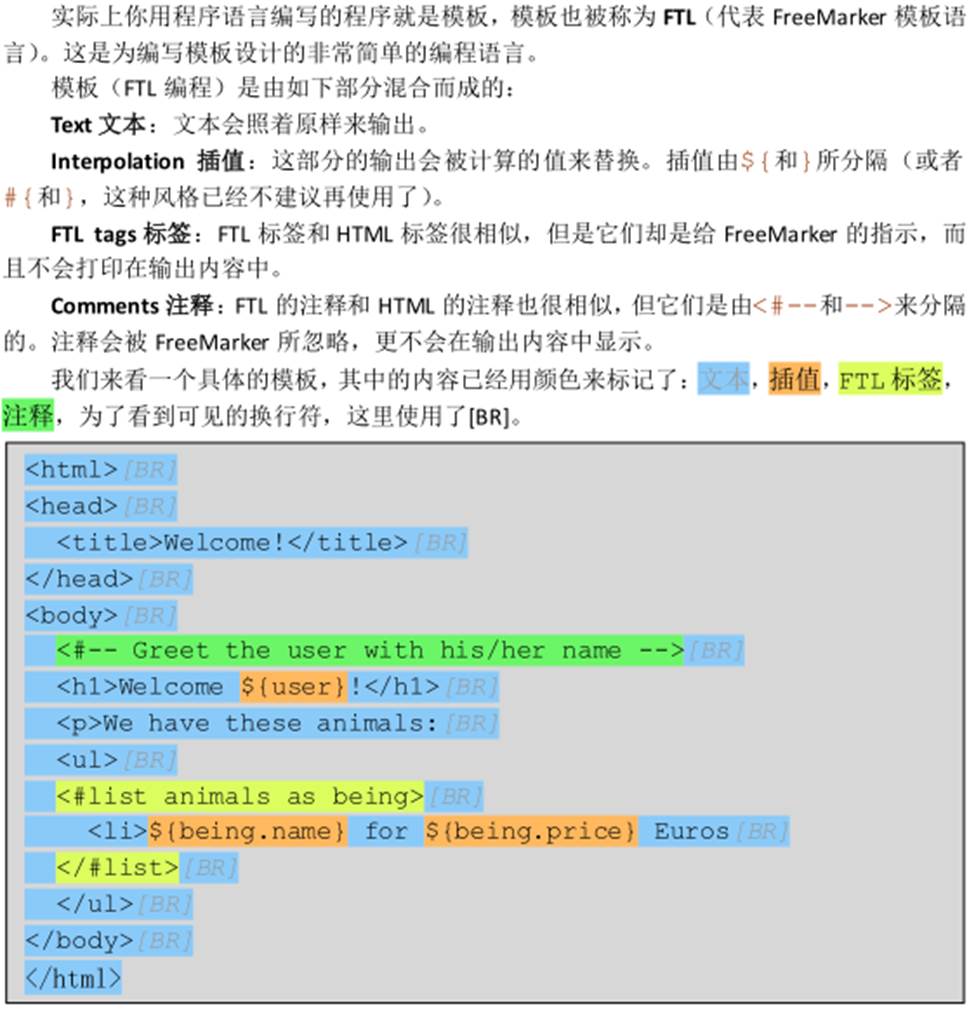 实际上你用程序语言编写的程序就是模板，模板也被称为 FTL（代表 FreeMarker 模板语
言）。这是为编写模板设计的非常简单的编程语言。
模板（FTL 编程）是由如下部分混合而成的：
Text 文本：文本会照着原样来输出。
Interpolation 插值：这部分的输出会被计算的值来替换。插值由${和}所分隔（或者
#{和}，这种风格已经不建议再使用了）。
FTL tags 标签：FTL 标签和 HTML 标签很相似，但是它们却是给 FreeMarker 的指示，而
且不会打印在输出内容中。
Comments 注释：FTL 的注释和 HTML 的注释也很相似，但它们是由<#--和-->来分隔
的。注释会被 FreeMarker 所忽略，更不会在输出内容中显示。
我们来看一个具体的模板，其中的内容已经用颜色来标记了：文本，插值，FTL 标签，
注释，为了看到可见的换行符，这里使用了[BR]。
<html>[BR]
<head>[BR]
  <title>Welcome!</title>[BR]
</head>[BR]
<body>[BR]
  <#-- Greet the user with his/her name -->[BR]
  <h1>Welcome ${user}!</h1>[BR]
  <p>We have these animals:[BR]
  <ul>[BR]
  <#list animals as being>[BR]
    <li>${being.name} for ${being.price} Euros[BR]
  </#list>[BR]
  </ul>[BR]
</body>[BR]
</html>